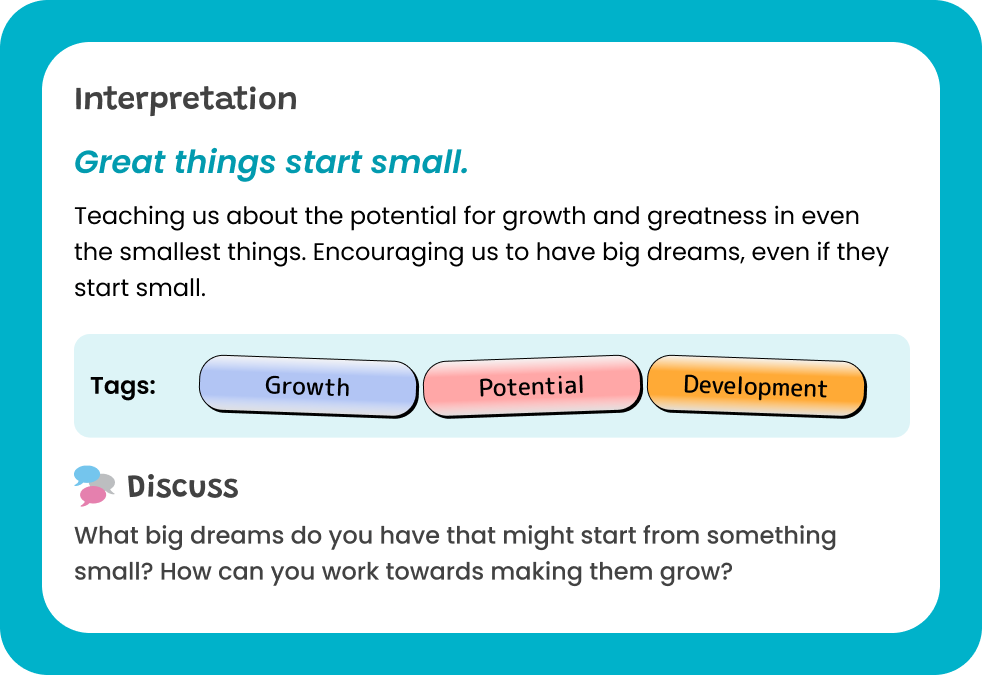 Interpretation
Great things start small.
Teaching us about the potential for growth and greatness in even
the smallest things. Encouraging us to have big dreams, even if they
start small.
Tags: Growth Potential Development
Discuss
What big dreams do you have that might start from something
small? How can you work towards making them grow?